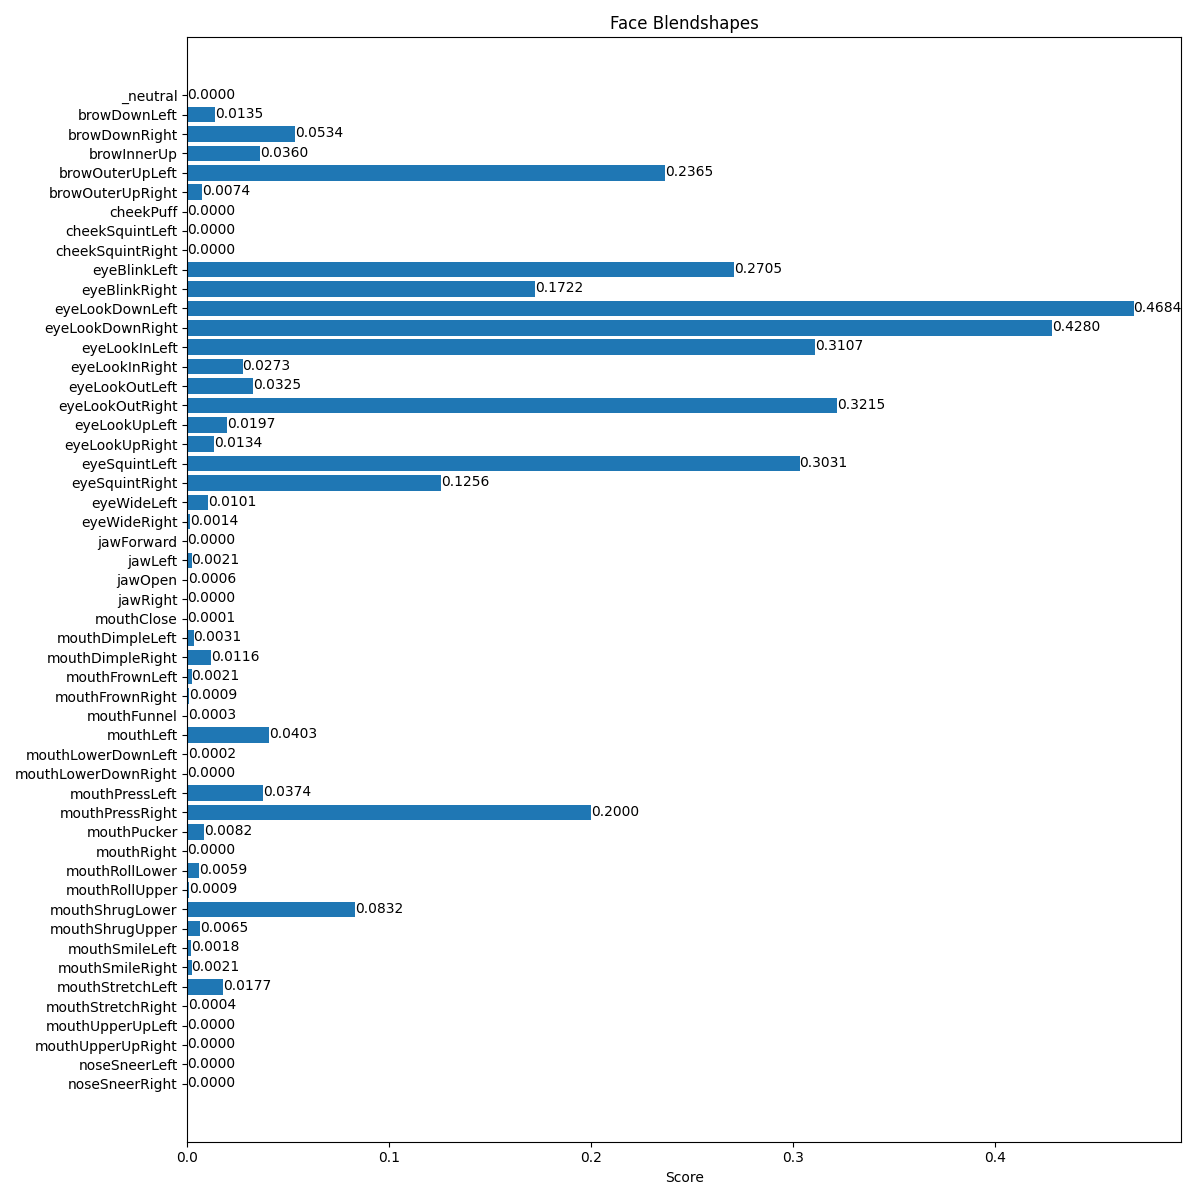 Face Blendshapes
_neutral 0.0000
browDownLeft 0.0135
browDownRight 0.0534
browInnerUp 0.0360
browOuterUpLeft 0.2365
browOuterUpRight 0.0074
cheekPuff 0.0000
cheekSquintLeft 0.0000
cheekSquintRight 0.0000
eyeBlinkLeft 0.2705
eyeBlinkRight 0.1722
eyeLookDownLeft 0.4684
eyeLookDownRight 0.4280
eyeLookInLeft 0.3107
eyeLookInRight 0.0273
eyeLookOutLeft 0.0325
eyeLookOutRight 0.3215
eyeLookUpLeft 0.0197
eyeLookUpRight 0.0134
eyeSquintLeft 0.3031
eyeSquintRight 0.1256
eyeWideLeft 0.0101
eyeWideRight 0.0014
jawForward 0.0000
jawLeft 0.0021
jawOpen 0.0006
jawRight 0.0000
mouthClose 0.0001
mouthDimpleLeft 0.0031
mouthDimpleRight 0.0116
mouthFrownLeft 0.0021
mouthFrownRight 0.0009
mouthFunnel 0.0003
mouthLeft 0.0403
mouthLowerDownLeft 0.0002
mouthLowerDownRight 0.0000
mouthPressLeft 0.0374
mouthPressRight 0.2000
mouthPucker 0.0082
mouthRight 0.0000
mouthRollLower 0.0059
mouthRollUpper 0.0009
mouthShrugLower 0.0832
mouthShrugUpper 0.0065
mouthSmileLeft 0.0018
mouthSmileRight 0.0021
mouthStretchLeft 0.0177
mouthStretchRight 0.0004
mouthUpperUpLeft 0.0000
mouthUpperUpRight 0.0000
noseSneerLeft 0.0000
noseSneerRight 0.0000
0.0 0.1 0.2 0.3 0.4
Score